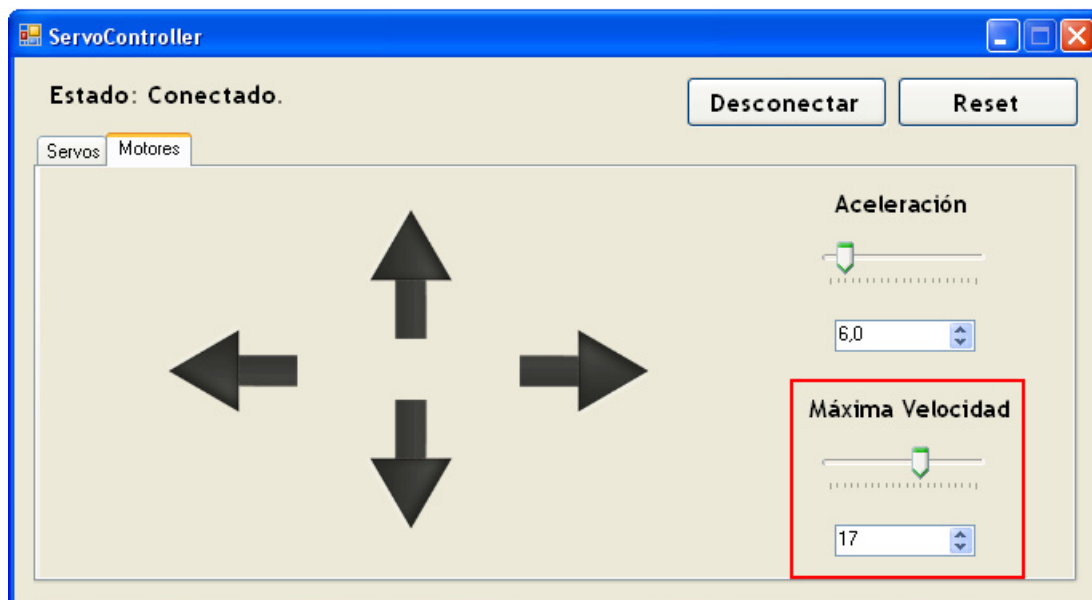 ServoController
Estado: Conectado.
Desconectar
Reset
Servos
Motores
Aceleración
6,0
Máxima Velocidad
17